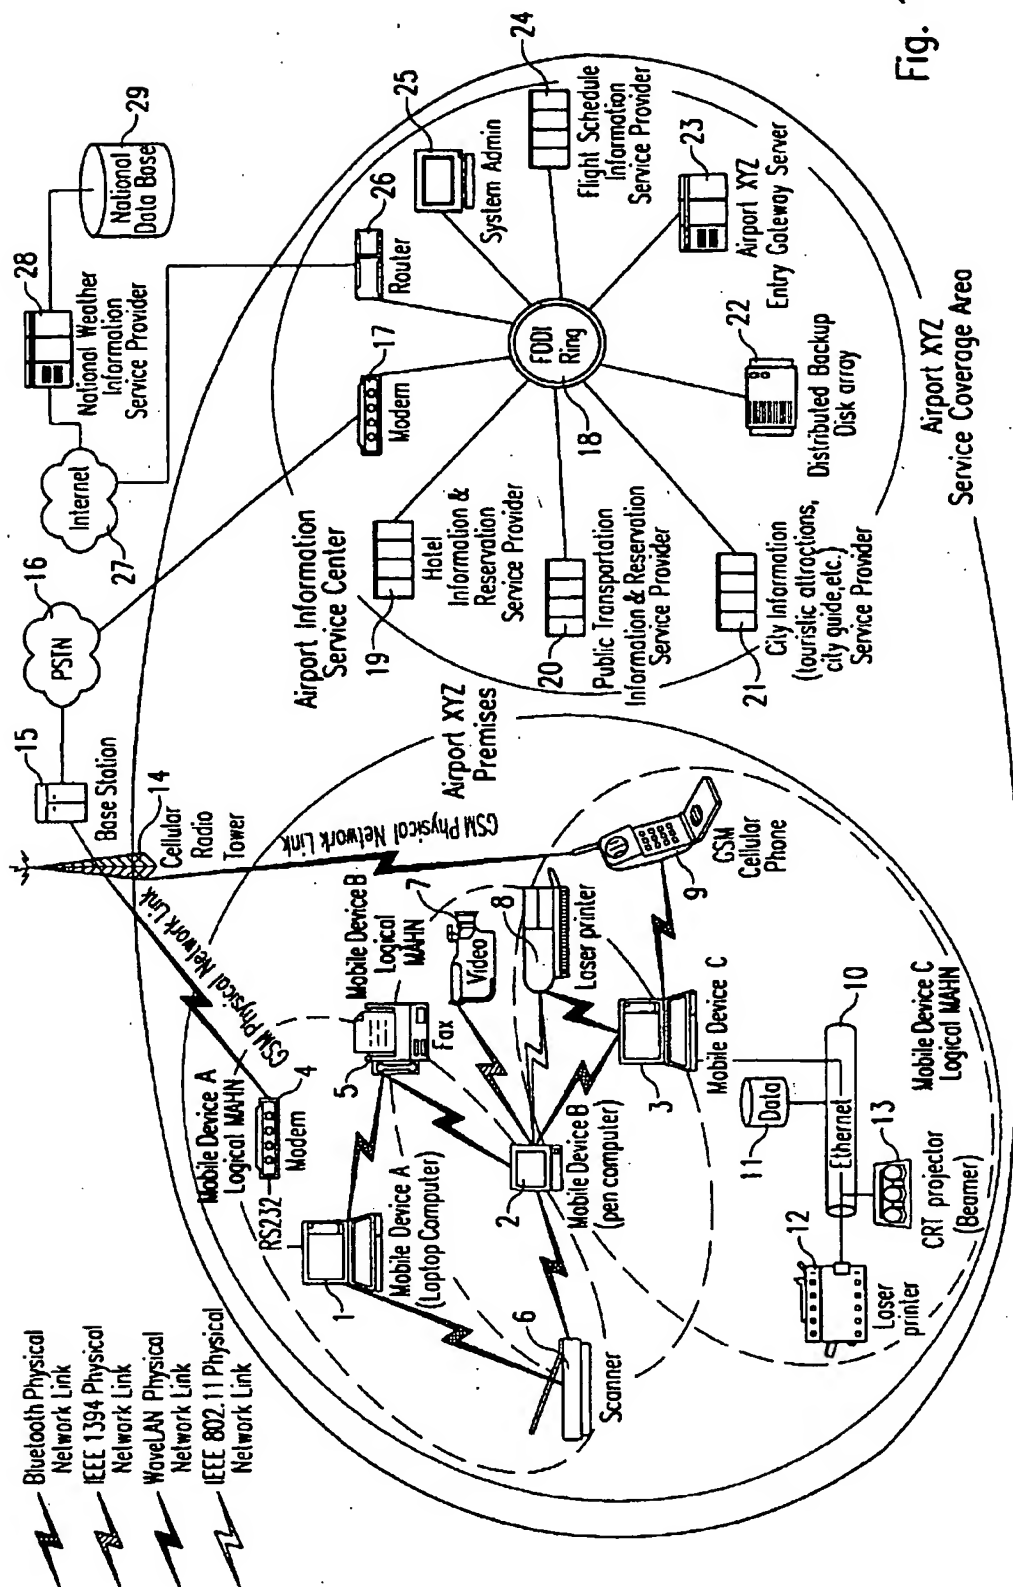 Bluetooth Physical
Network Link
IEEE 1394 Physical
Network Link
WaveLAN Physical
Network Link
IEEE 802.11 Physical
Network Link
15
Base Station
14
Cellular
Radio
Tower
16
PSTN
27
Internet
28
National Weather
Information
Service Provider
29
National
Data Base
GSM Physical Network Link
GSM Physical Network Link
Airport XYZ
Premises
Mobile Device A
Logical MAHN
RS232
4
Modem
1
Mobile Device A
(Laptop Computer)
5
Fax
Mobile Device B
Logical
MAHN
7
Video
8
Laser printer
6
Scanner
2
Mobile Device B
(pen computer)
3
Mobile Device C
9
GSM
Cellular
Phone
10
Ethernet
11
Data
12
Laser
printer
13
CRT projector
(Beamer)
Mobile Device C
Logical MAHN
Airport Information
Service Center
17
Modem
26
Router
25
System Admin
24
Flight Schedule
Information
Service Provider
23
Airport XYZ
Entry Gateway Server
22
Distributed Backup
Disk array
FDDI
Ring
18
19
Hotel
Information &
Reservation
Service Provider
20
Public Transportation
Information & Reservation
Service Provider
21
City Information
(touristic attractions,
city guide,etc.)
Service Provider
Airport XYZ
Service Coverage Area
Fig.